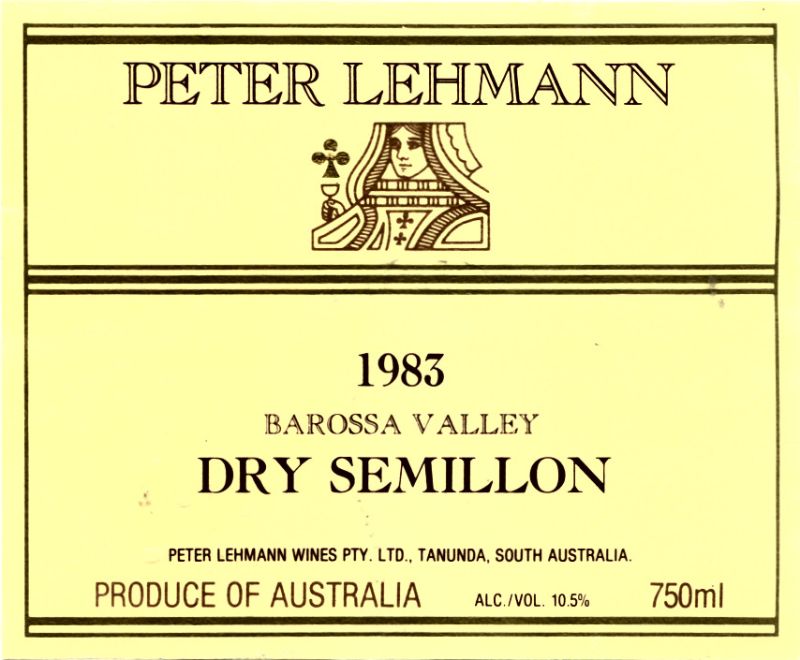 PETER LEHMANN
1983
BAROSSA VALLEY
DRY SEMILLON
PETER LEHMANN WINES PTY. LTD., TANUNDA, SOUTH AUSTRALIA.
PRODUCE OF AUSTRALIA ALC./VOL. 10.5% 750ml